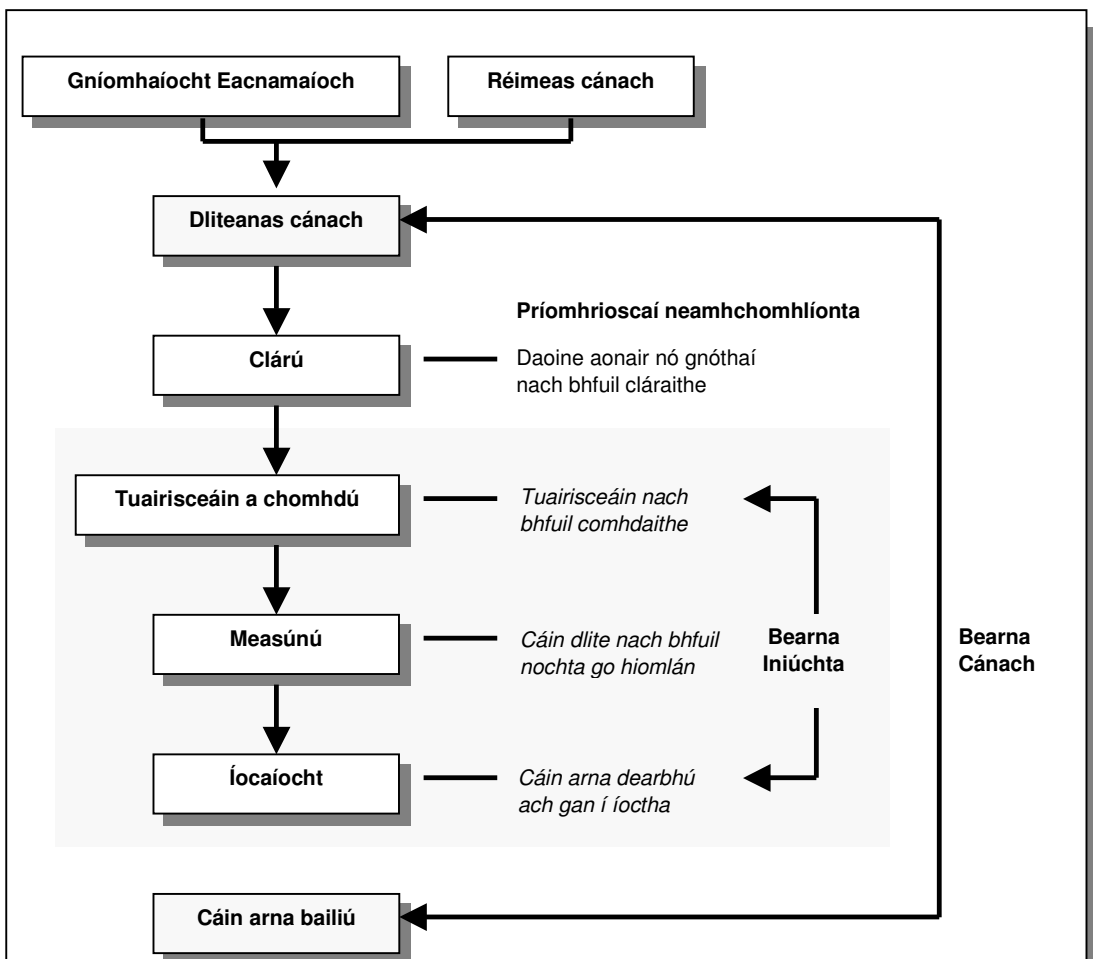 Gníomhaíocht Eacnamaíoch
Réimeas cánach
Dliteanas cánach
Príomhrioscaí neamhchomhlíonta
Clárú
Daoine aonair nó gnóthaí
nach bhfuil cláraithe
Tuairisceáin a chomhdú
Tuairisceáin nach
bhfuil comhdaithe
Measúnú
Cáin dlite nach bhfuil
nochta go hiomlán
Bearna
Iniúchta
Bearna
Cánach
Íocaíocht
Cáin arna dearbhú
ach gan í íoctha
Cáin arna bailiú